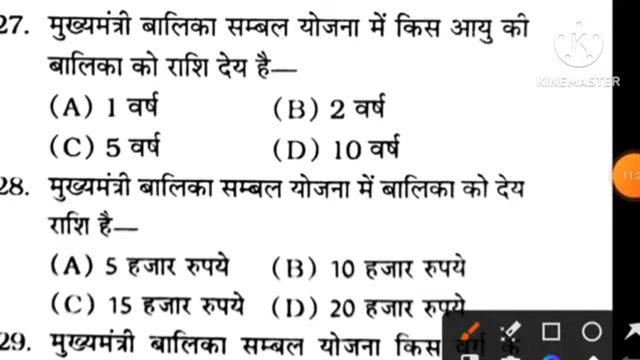 27. मुख्यमंत्री बालिका सम्बल योजना में किस आयु की
बालिका को राशि देय है—
(A) 1 वर्ष (B) 2 वर्ष
(C) 5 वर्ष (D) 10 वर्ष
28. मुख्यमंत्री बालिका सम्बल योजना में बालिका को देय
राशि है—
(A) 5 हजार रुपये (B) 10 हजार रुपये
(C) 15 हजार रुपये (D) 20 हजार रुपये
29. मुख्यमंत्री बालिका सम्बल योजना किस वर्ग के
KINEMASTER